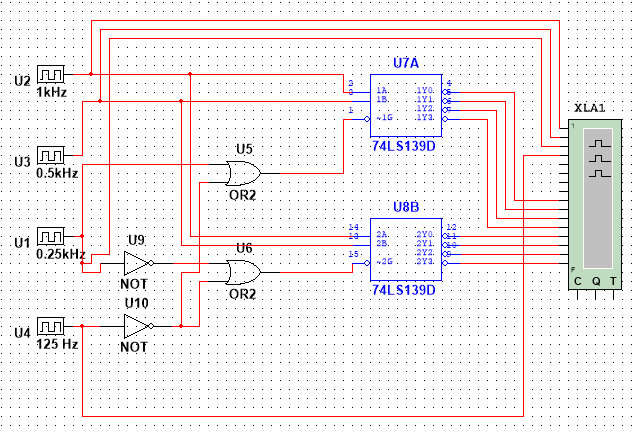 U7A
U2
1kHz
2
3
1
1A
1B
~1G
1Y0
1Y1
1Y2
1Y3
4
5
6
7
74LS139D
XLA1
1
F
C Q T
U3
0.5kHz
U5
OR2
U8B
U1
0.25kHz
14
13
15
2A
2B
~2G
2Y0
2Y1
2Y2
2Y3
12
11
10
9
74LS139D
U9
NOT
U6
OR2
U10
NOT
U4
125 Hz